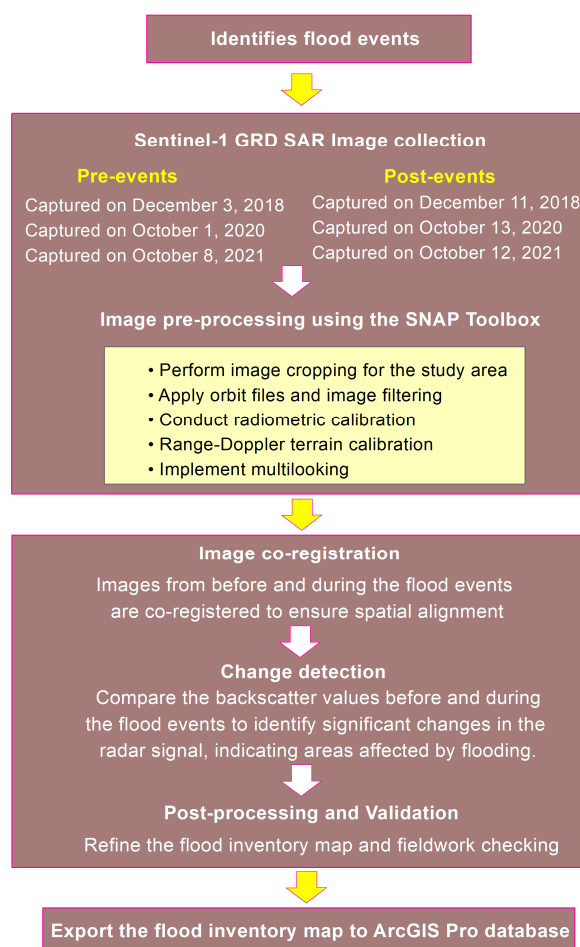 Identifies flood events
Sentinel-1 GRD SAR Image collection
Pre-events
Captured on December 3, 2018
Captured on October 1, 2020
Captured on October 8, 2021
Post-events
Captured on December 11, 2018
Captured on October 13, 2020
Captured on October 12, 2021
Image pre-processing using the SNAP Toolbox
• Perform image cropping for the study area
• Apply orbit files and image filtering
• Conduct radiometric calibration
• Range-Doppler terrain calibration
• Implement multilooking
Image co-registration
Images from before and during the flood events
are co-registered to ensure spatial alignment
Change detection
Compare the backscatter values before and during
the flood events to identify significant changes in the
radar signal, indicating areas affected by flooding.
Post-processing and Validation
Refine the flood inventory map and fieldwork checking
Export the flood inventory map to ArcGIS Pro database